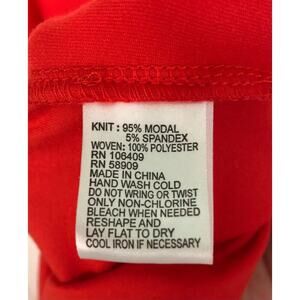 KNIT: 95% MODAL
5% SPANDEX
WOVEN: 100% POLYESTER
RN 106409
RN 58909
MADE IN CHINA
HAND WASH COLD
DO NOT WRING OR TWIST
ONLY NON-CHLORINE
BLEACH WHEN NEEDED
RESHAPE AND
LAY FLAT TO DRY
COOL IRON IF NECESSARY